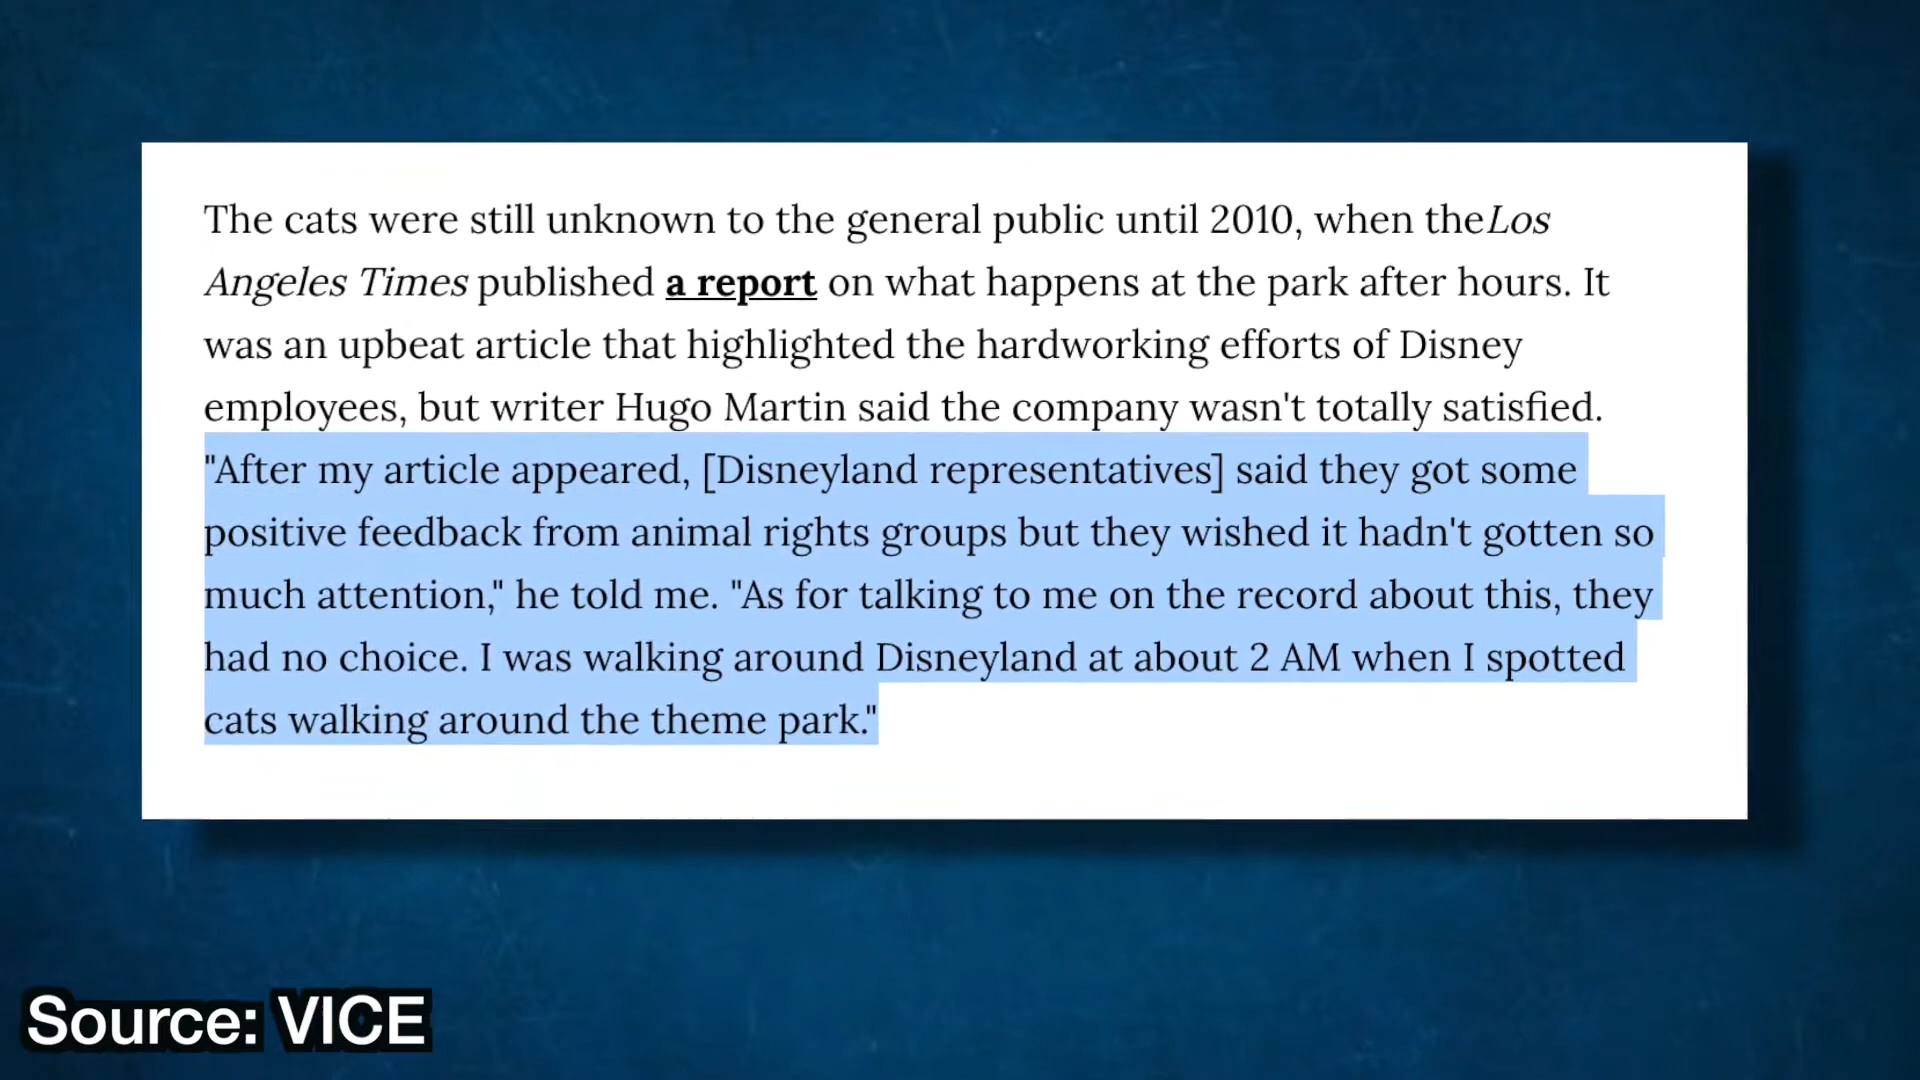 The cats were still unknown to the general public until 2010, when theLos
Angeles Times published a report on what happens at the park after hours. It
was an upbeat article that highlighted the hardworking efforts of Disney
employees, but writer Hugo Martin said the company wasn't totally satisfied.
"After my article appeared, [Disneyland representatives] said they got some
positive feedback from animal rights groups but they wished it hadn't gotten so
much attention," he told me. "As for talking to me on the record about this, they
had no choice. I was walking around Disneyland at about 2 AM when I spotted
cats walking around the theme park."
Source: VICE